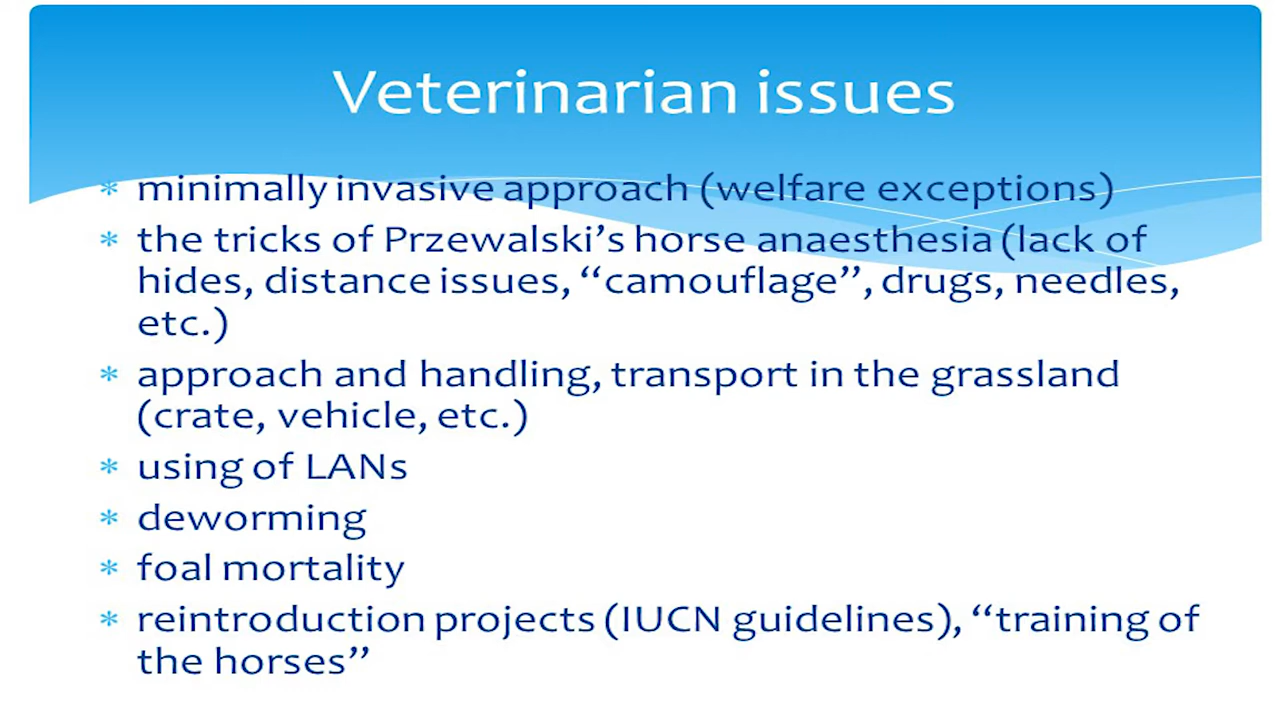 Veterinarian issues
* minimally invasive approach (welfare exceptions)
* the tricks of Przewalski’s horse anaesthesia (lack of
hides, distance issues, “camouflage”, drugs, needles,
etc.)
* approach and handling, transport in the grassland
(crate, vehicle, etc.)
* using of LANs
* deworming
* foal mortality
* reintroduction projects (IUCN guidelines), “training of
the horses”